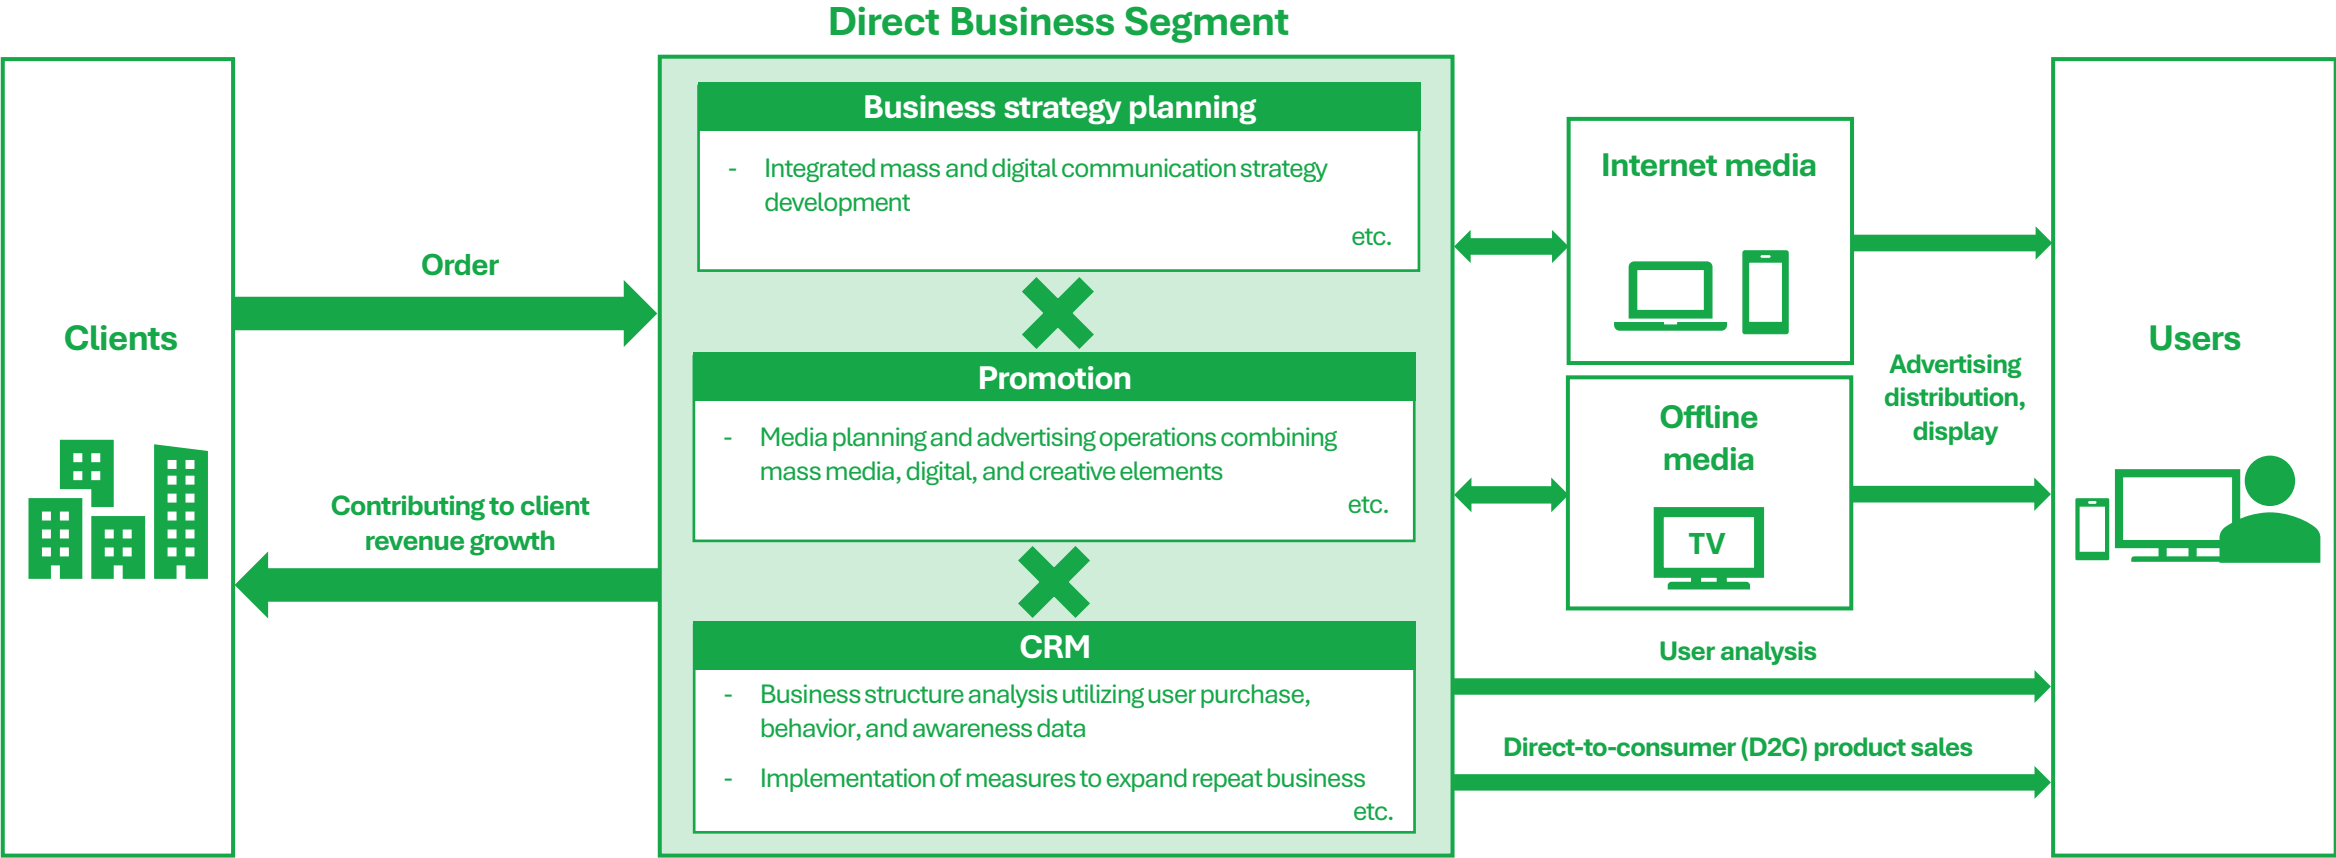 Direct Business Segment
Clients
Order
Contributing to client
revenue growth
Business strategy planning
- Integrated mass and digital communication strategy
development
etc.
Promotion
- Media planning and advertising operations combining
mass media, digital, and creative elements
etc.
CRM
- Business structure analysis utilizing user purchase,
behavior, and awareness data
- Implementation of measures to expand repeat business
etc.
Internet media
Offline
media
TV
Advertising
distribution,
display
User analysis
Direct-to-consumer (D2C) product sales
Users